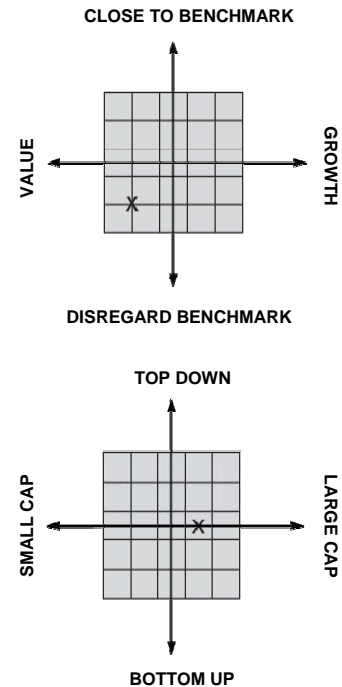 CLOSE TO BENCHMARK
VALUE
GROWTH
X
DISREGARD BENCHMARK
TOP DOWN
SMALL CAP
LARGE CAP
X
BOTTOM UP